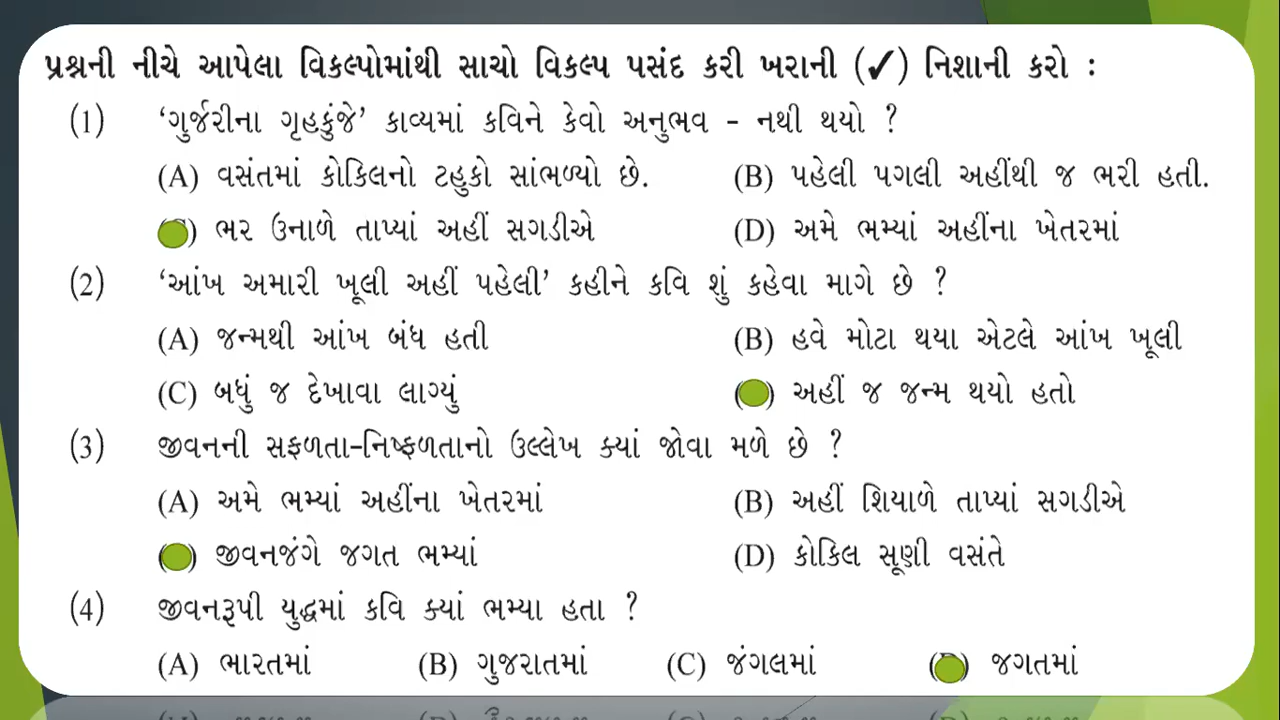 પ્રશ્નની નીચે આપેલા વિકલ્પોમાંથી સાચો વિકલ્પ પસંદ કરી ખરાની (✓) નિશાની કરો :
(1) ‘ગુર્જરીના ગૃહકુંજે’ કાવ્યમાં કવિને કેવો અનુભવ - નથી થયો ?
(A) વસંતમાં કોકિલનો ટહુકો સાંભળ્યો છે. (B) પહેલી પગલી અહીંથી જ ભરી હતી.
ભર ઉનાળે તાપ્યાં અહીં સગડીએ (D) અમે ભમ્યાં અહીંના ખેતરમાં
(2) ‘આંખ અમારી ખૂલી અહીં પહેલી’ કહીને કવિ શું કહેવા માગે છે ?
(A) જન્મથી આંખ બંધ હતી (B) હવે મોટા થયા એટલે આંખ ખૂલી
(C) બધું જ દેખાવા લાગ્યું અહીં જ જન્મ થયો હતો
(3) જીવનની સફળતા-નિષ્ફળતાનો ઉલ્લેખ ક્યાં જોવા મળે છે ?
(A) અમે ભમ્યાં અહીંના ખેતરમાં (B) અહીં શિયાળે તાપ્યાં સગડીએ
જીવનજંગે જગત ભમ્યાં (D) કોકિલ સૂણી વસંતે
(4) જીવનરૂપી યુદ્ધમાં કવિ ક્યાં ભમ્યા હતા ?
(A) ભારતમાં (B) ગુજરાતમાં (C) જંગલમાં જગતમાં